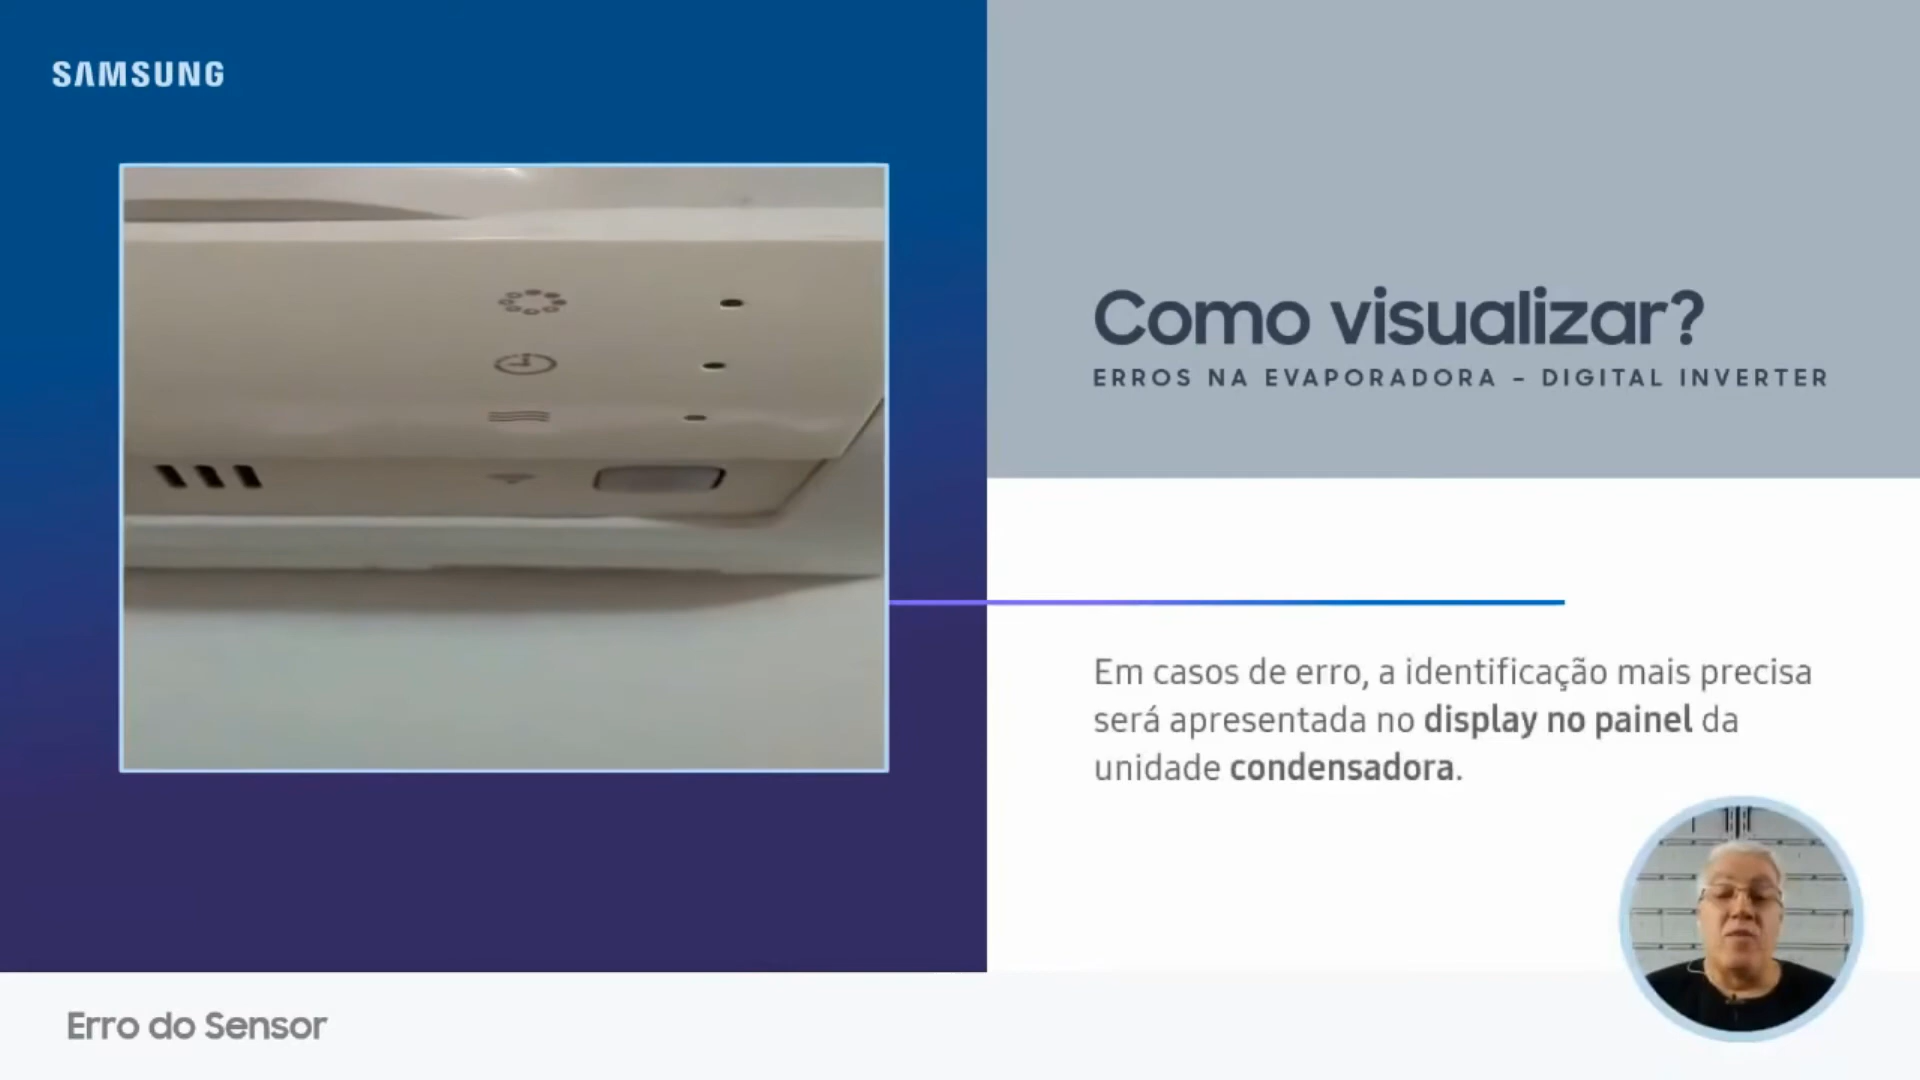 SAMSUNG
Como visualizar?
ERROS NA EVAPORADORA – DIGITAL INVERTER
Em casos de erro, a identificação mais precisa
será apresentada no display no painel da
unidade condensadora.
Erro do Sensor